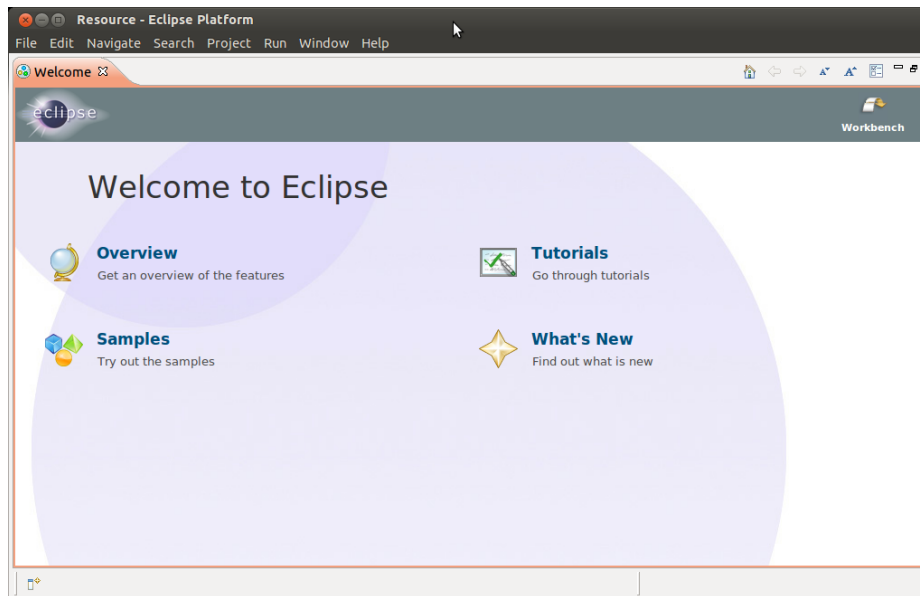 Resource - Eclipse Platform
File Edit Navigate Search Project Run Window Help
Welcome
eclipse
Workbench
Welcome to Eclipse
Overview
Get an overview of the features
Tutorials
Go through tutorials
Samples
Try out the samples
What's New
Find out what is new